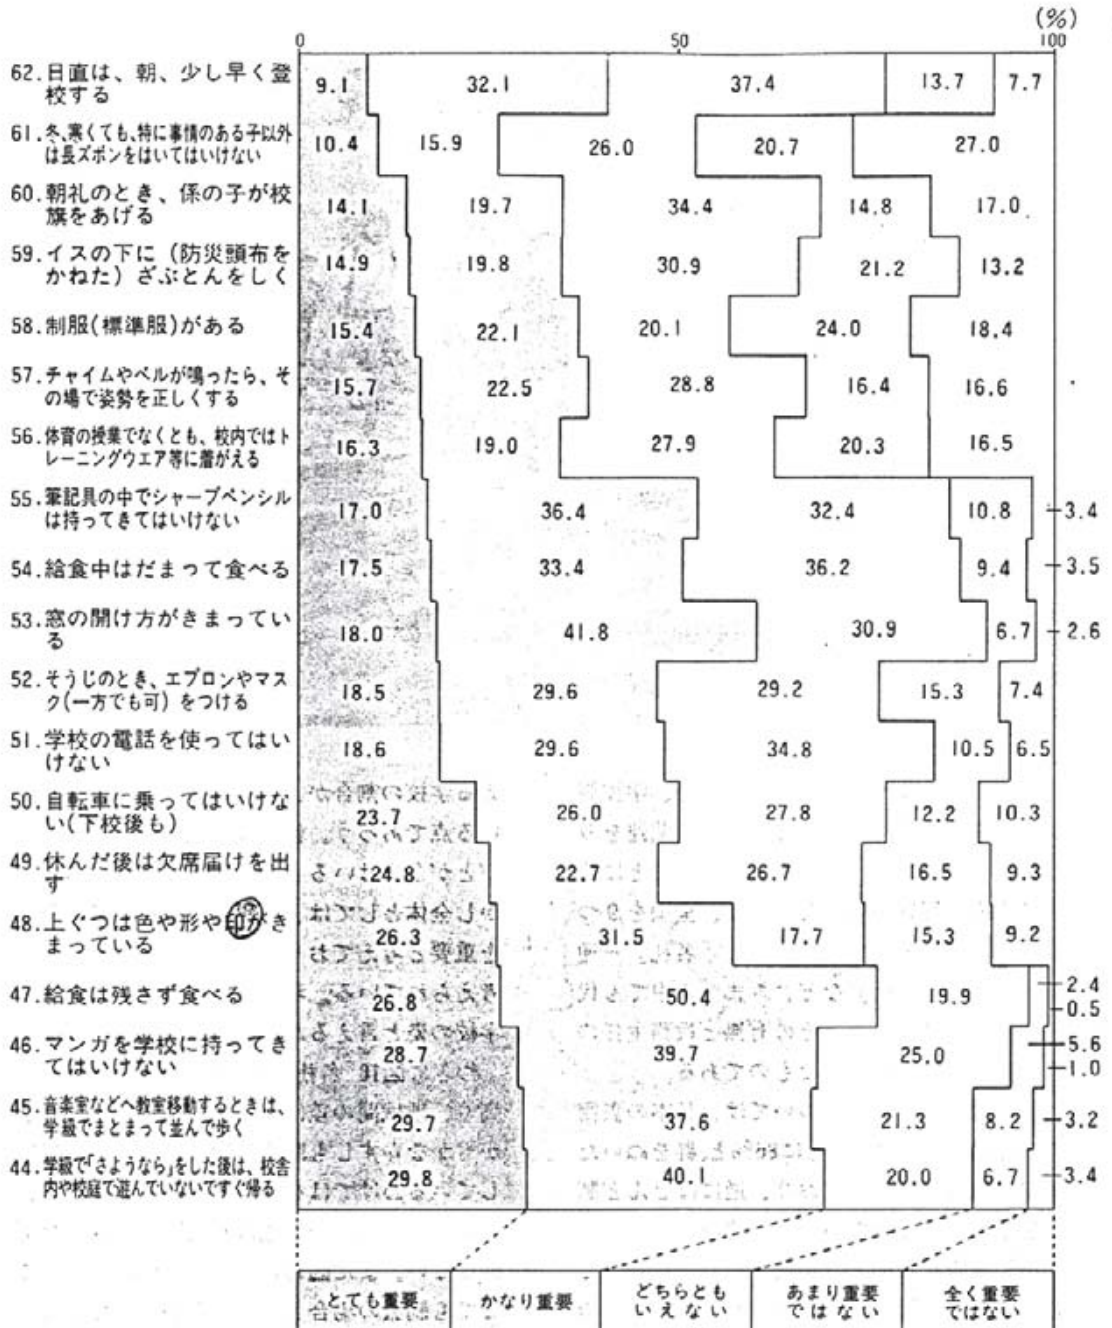 (%)
0 50 100
62.日直は、朝、少し早く登
校する
9.1 32.1 37.4 13.7 7.7
61.冬、寒くても、特に事情のある子以外
は長ズボンをはいてはいけない
10.4 15.9 26.0 20.7 27.0
60.朝礼のとき、係の子が校
旗をあげる
14.1 19.7 34.4 14.8 17.0
59.イスの下に(防災頭布を
かねた)ざぶとんをしく
14.9 19.8 30.9 21.2 13.2
58.制服(標準服)がある
15.4 22.1 20.1 24.0 18.4
57.チャイムやベルが鳴ったら、そ
の場で姿勢を正しくする
15.7 22.5 28.8 16.4 16.6
56.体育の授業でなくとも、校内ではト
レーニングウエア等に着がえる
16.3 19.0 27.9 20.3 16.5
55.筆記具の中でシャープペンシル
は持ってきてはいけない
17.0 36.4 32.4 10.8 3.4
54.給食中はだまって食べる
17.5 33.4 36.2 9.4 3.5
53.窓の開け方がきまってい
る
18.0 41.8 30.9 6.7 2.6
52.そうじのとき、エプロンやマス
ク(一方でも可)をつける
18.5 29.6 29.2 15.3 7.4
51.学校の電話を使ってはい
けない
18.6 29.6 34.8 10.5 6.5
50.自転車に乗ってはいけな
い(下校後も)
23.7 26.0 27.8 12.2 10.3
49.休んだ後は欠席届けを出
す
24.8 22.7 26.7 16.5 9.3
48.上ぐつは色や形や印がき
まっている
26.3 31.5 17.7 15.3 9.2
47.給食は残さず食べる
26.8 50.4 19.9 2.4
0.5
46.マンガを学校に持ってき
てはいけない
28.7 39.7 25.0 5.6
1.0
45.音楽室などへ教室移動するときは、
学級でまとまって並んで歩く
29.7 37.6 21.3 8.2 3.2
44.学級で「さようなら」をした後は、校舎
内や校庭で遊んでいないですぐ帰る
29.8 40.1 20.0 6.7 3.4
とても重要 かなり重要 どちらとも
いえない あまり重要
ではない 全く重要
ではない